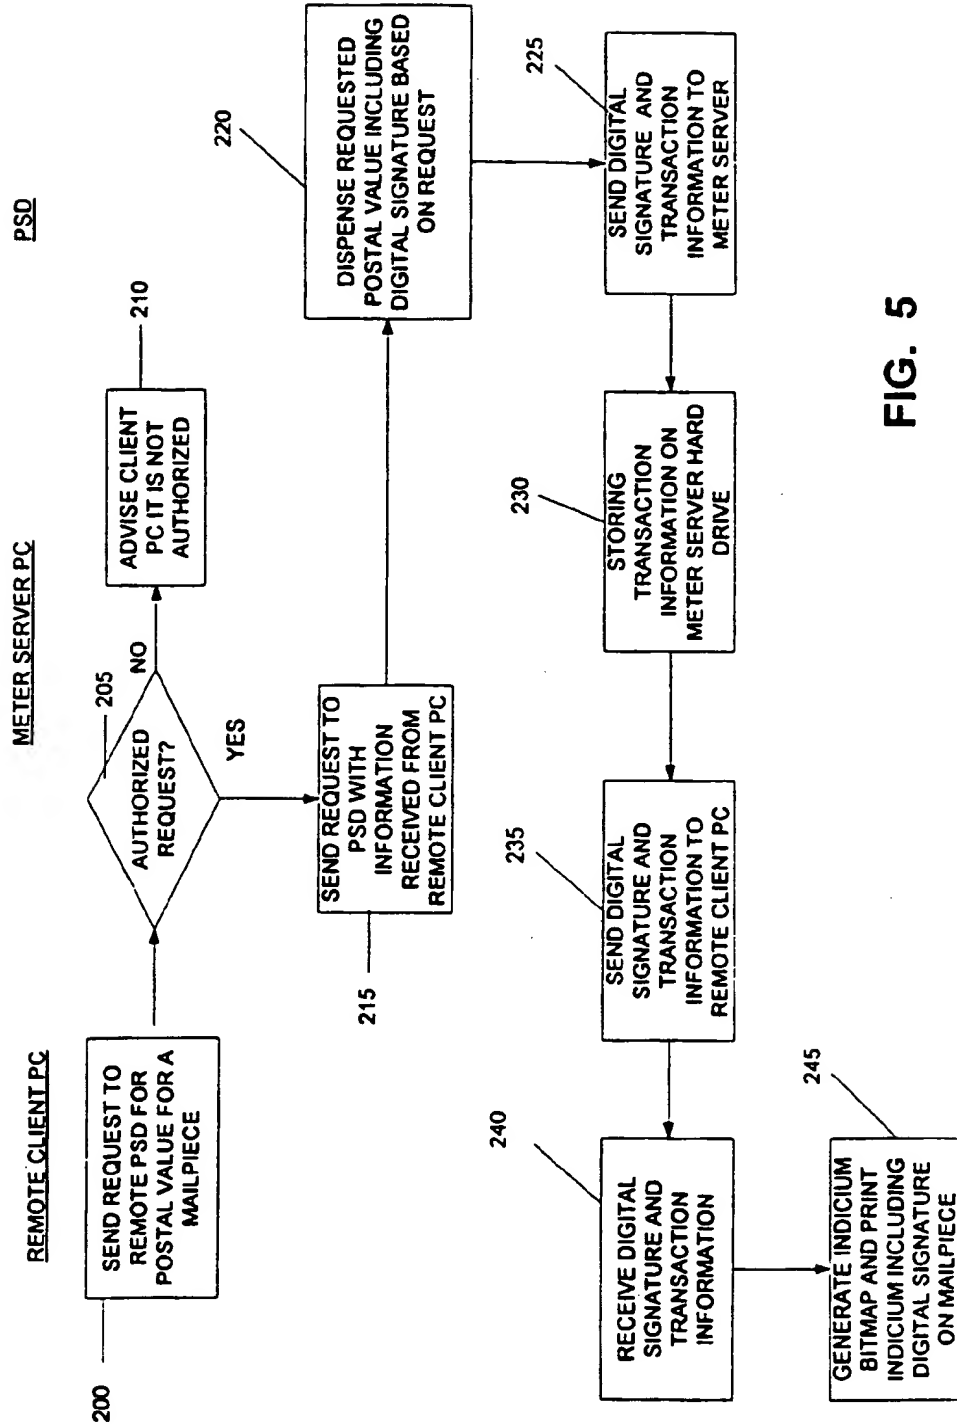 REMOTE CLIENT PC
METER SERVER PC
PSD
200
SEND REQUEST TO
REMOTE PSD FOR
POSTAL VALUE FOR A
MAILPIECE
205
AUTHORIZED
REQUEST?
NO
YES
210
ADVISE CLIENT
PC IT IS NOT
AUTHORIZED
215
SEND REQUEST TO
PSD WITH
INFORMATION
RECEIVED FROM
REMOTE CLIENT PC
220
DISPENSE REQUESTED
POSTAL VALUE INCLUDING
DIGITAL SIGNATURE BASED
ON REQUEST
225
SEND DIGITAL
SIGNATURE AND
TRANSACTION
INFORMATION TO
METER SERVER
230
STORING
TRANSACTION
INFORMATION ON
METER SERVER HARD
DRIVE
235
SEND DIGITAL
SIGNATURE AND
TRANSACTION
INFORMATION TO
REMOTE CLIENT PC
240
RECEIVE DIGITAL
SIGNATURE AND
TRANSACTION
INFORMATION
245
GENERATE INDICIUM
BITMAP AND PRINT
INDICIUM INCLUDING
DIGITAL SIGNATURE
ON MAILPIECE
FIG. 5